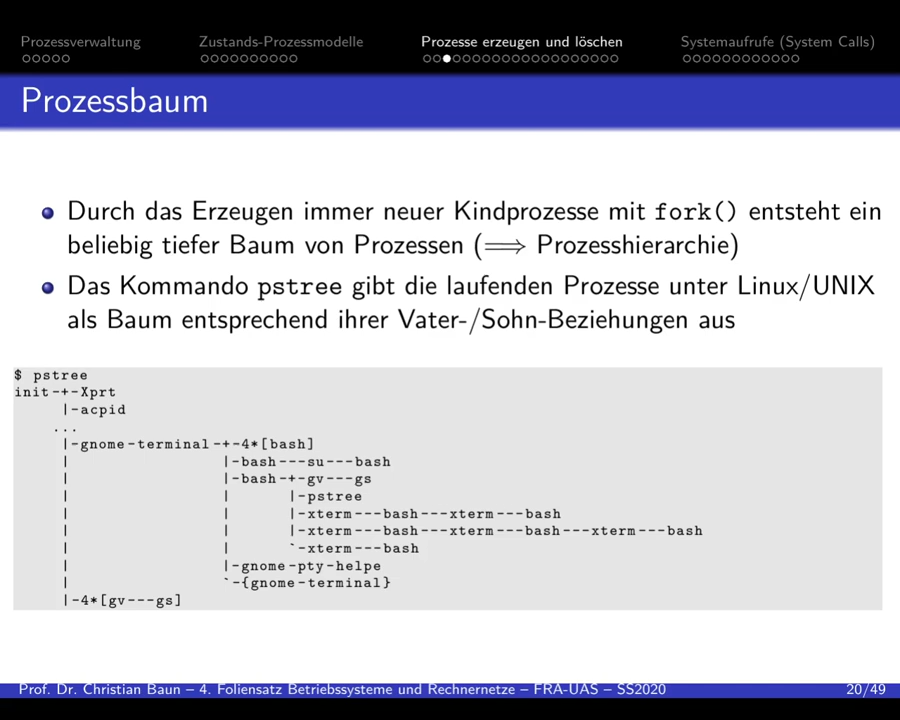 Prozessverwaltung Zustands-Prozessmodelle Prozesse erzeugen und löschen Systemaufrufe (System Calls)
Prozessbaum
Durch das Erzeugen immer neuer Kindprozesse mit fork() entsteht ein
beliebig tiefer Baum von Prozessen (⟹ Prozesshierarchie)
Das Kommando pstree gibt die laufenden Prozesse unter Linux/UNIX
als Baum entsprechend ihrer Vater-/Sohn-Beziehungen aus
$ pstree
init-+-Xprt
     |-acpid
    ...
     |-gnome-terminal-+-4*[bash]
     |                |-bash---su---bash
     |                |-bash-+-gv---gs
     |                |      |-pstree
     |                |      |-xterm---bash---xterm---bash
     |                |      |-xterm---bash---xterm---bash---xterm---bash
     |                |      `-xterm---bash
     |                |-gnome-pty-helpe
     |                `-{gnome-terminal}
     |-4*[gv---gs]
Prof. Dr. Christian Baun – 4. Foliensatz Betriebssysteme und Rechnernetze – FRA-UAS – SS2020 20/49